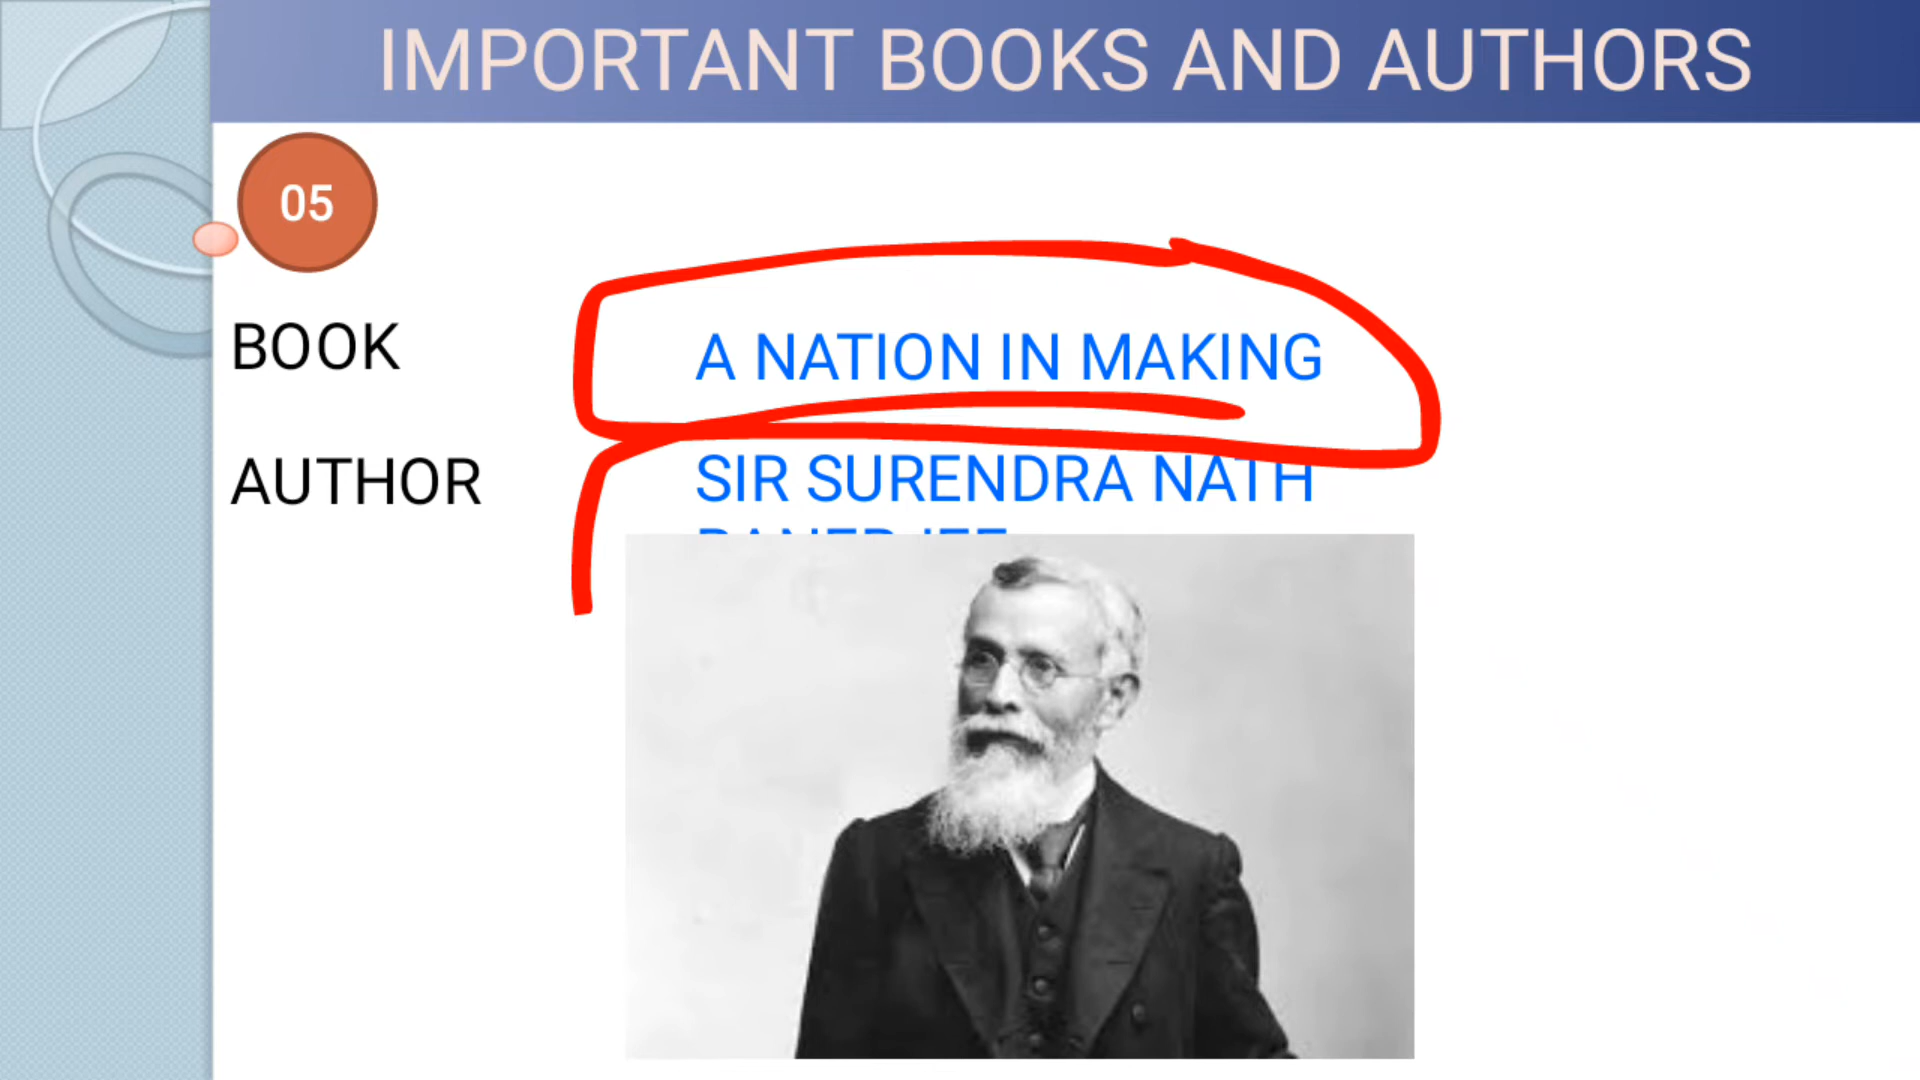 IMPORTANT BOOKS AND AUTHORS
05
BOOK
A NATION IN MAKING
AUTHOR
SIR SURENDRA NATH